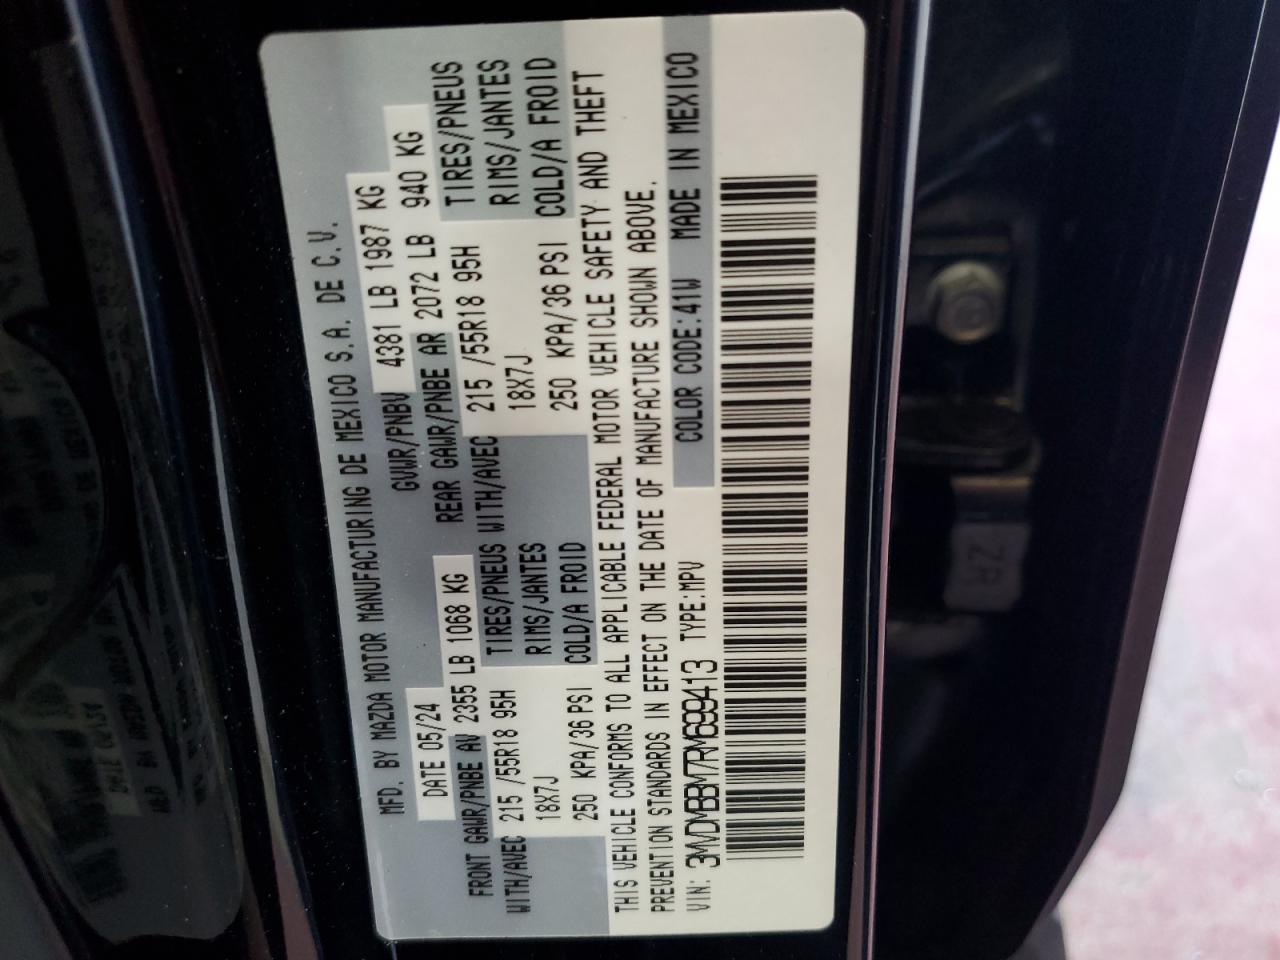 MFD. BY MAZDA MOTOR MANUFACTURING DE MEXICO S.A. DE C.V.
DATE 05/24 GVWR/PNBV 4381 LB 1987 KG
FRONT GAWR/PNBE AV 2355 LB 1068 KG REAR GAWR/PNBE AR 2072 LB 940 KG
WITH/AVEC 215 /55R18 95H TIRES/PNEUS WITH/AVEC 215 /55R18 95H TIRES/PNEUS
18X7J RIMS/JANTES 18X7J RIMS/JANTES
250 KPA/36 PSI COLD/A FROID 250 KPA/36 PSI COLD/A FROID
THIS VEHICLE CONFORMS TO ALL APPLICABLE FEDERAL MOTOR VEHICLE SAFETY AND THEFT
PREVENTION STANDARDS IN EFFECT ON THE DATE OF MANUFACTURE SHOWN ABOVE.
VIN: 3MVDMBBM7RM699413 TYPE.MPV COLOR CODE:41W MADE IN MEXICO